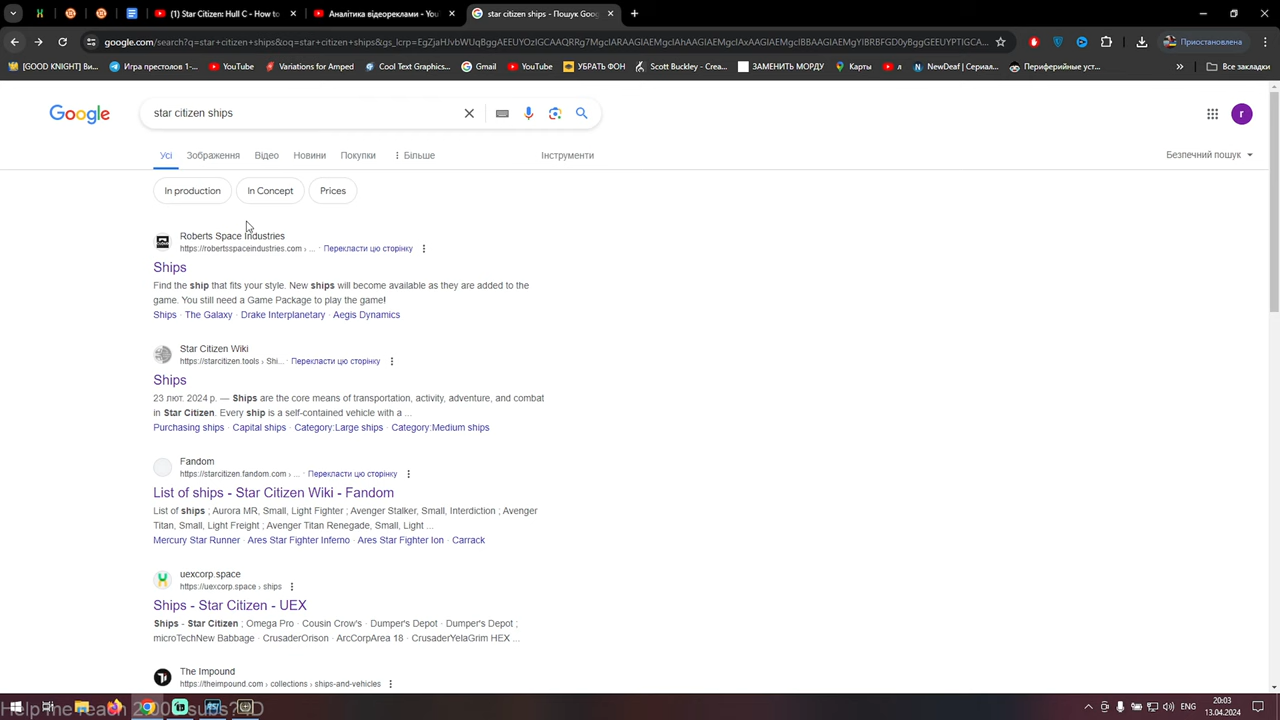 (1) Star Citizen: Hull C - How to
Аналітика відеореклами - You
star citizen ships - Пошук Goo
google.com/search?q=star+citizen+ships&oq=star+citizen+ships&gs_lcrp=
Приостановлена
[GOOD KNIGHT] Ви...
Игра престолов 1-...
YouTube
Variations for Amped
Cool Text Graphics...
Gmail
YouTube
УБРАТЬ ФОН
Scott Buckley – Crea...
ЗАМЕНИТЬ МОРДУ
Карты
л
NewDeaf | Сериал...
Периферийные уст...
»
Все закладки
Google
star citizen ships
r
Усі
Зображення
Відео
Новини
Покупки
Більше
Інструменти
Безпечний пошук
In production
In Concept
Prices
Roberts Space Industries
https://robertsspaceindustries.com › ... · Перекласти цю сторінку
Ships
Find the ship that fits your style. New ships will become available as they are added to the
game. You still need a Game Package to play the game!
Ships · The Galaxy · Drake Interplanetary · Aegis Dynamics
Star Citizen Wiki
https://starcitizen.tools › Shi... · Перекласти цю сторінку
Ships
23 лют. 2024 р. — Ships are the core means of transportation, activity, adventure, and combat
in Star Citizen. Every ship is a self-contained vehicle with a ...
Purchasing ships · Capital ships · Category:Large ships · Category:Medium ships
Fandom
https://starcitizen.fandom.com › ... · Перекласти цю сторінку
List of ships - Star Citizen Wiki - Fandom
List of ships ; Aurora MR, Small, Light Fighter ; Avenger Stalker, Small, Interdiction ; Avenger
Titan, Small, Light Freight ; Avenger Titan Renegade, Small, Light ...
Mercury Star Runner · Ares Star Fighter Inferno · Ares Star Fighter Ion · Carrack
uexcorp.space
https://uexcorp.space › ships
Ships - Star Citizen - UEX
Ships - Star Citizen ; Omega Pro · Cousin Crow's · Dumper's Depot · Dumper's Depot ;
microTechNew Babbage · CrusaderOrison · ArcCorpArea 18 · CrusaderYelaGrim HEX ...
The Impound
https://theimpound.com › collections › ships-and-vehicles
Help me reach subs? :D
ENG
20:03
13.04.2024